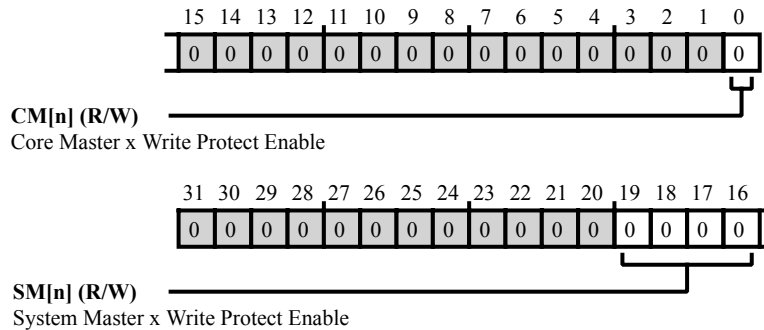 15 14 13 12 11 10 9 8 7 6 5 4 3 2 1 0
0 0 0 0 0 0 0 0 0 0 0 0 0 0 0 0
CM[n] (R/W)
Core Master x Write Protect Enable
31 30 29 28 27 26 25 24 23 22 21 20 19 18 17 16
0 0 0 0 0 0 0 0 0 0 0 0 0 0 0 0
SM[n] (R/W)
System Master x Write Protect Enable